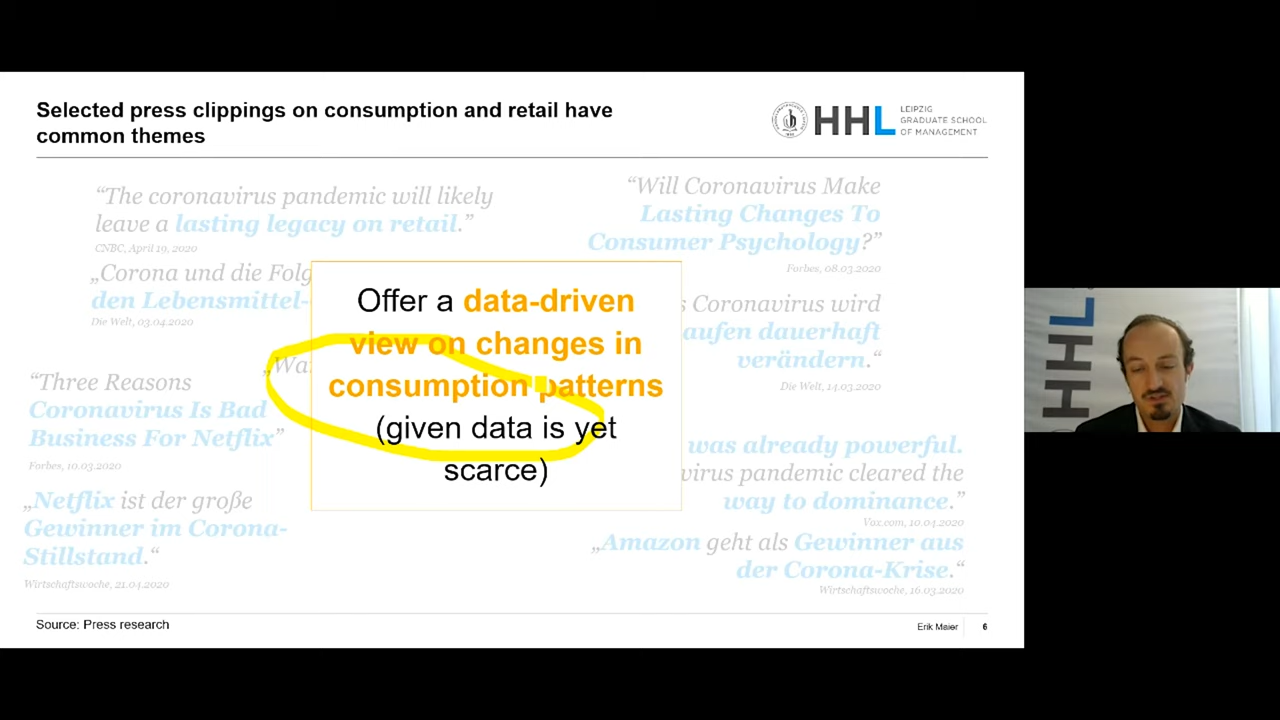 Selected press clippings on consumption and retail have
common themes
HHL
LEIPZIG
GRADUATE SCHOOL
OF MANAGEMENT
“The coronavirus pandemic will likely
leave a lasting legacy on retail.”
CNBC, April 19, 2020
“Will Coronavirus Make
Lasting Changes To
Consumer Psychology?”
Forbes, 08.03.2020
„Corona und die Folg
den Lebensmittel-
Die Welt, 03.04.2020
s Coronavirus wird
aufen dauerhaft
verändern.“
Die Welt, 14.03.2020
Offer a data-driven
view on changes in
consumption patterns
(given data is yet
scarce)
„Wa
“Three Reasons
Coronavirus Is Bad
Business For Netflix”
Forbes, 10.03.2020
was already powerful.
virus pandemic cleared the
way to dominance.”
Vox.com, 10.04.2020
„Netflix ist der große
Gewinner im Corona-
Stillstand.“
Wirtschaftswoche, 21.04.2020
„Amazon geht als Gewinner aus
der Corona-Krise.“
Wirtschaftswoche, 16.03.2020
Source: Press research
Erik Maier
6
HHL